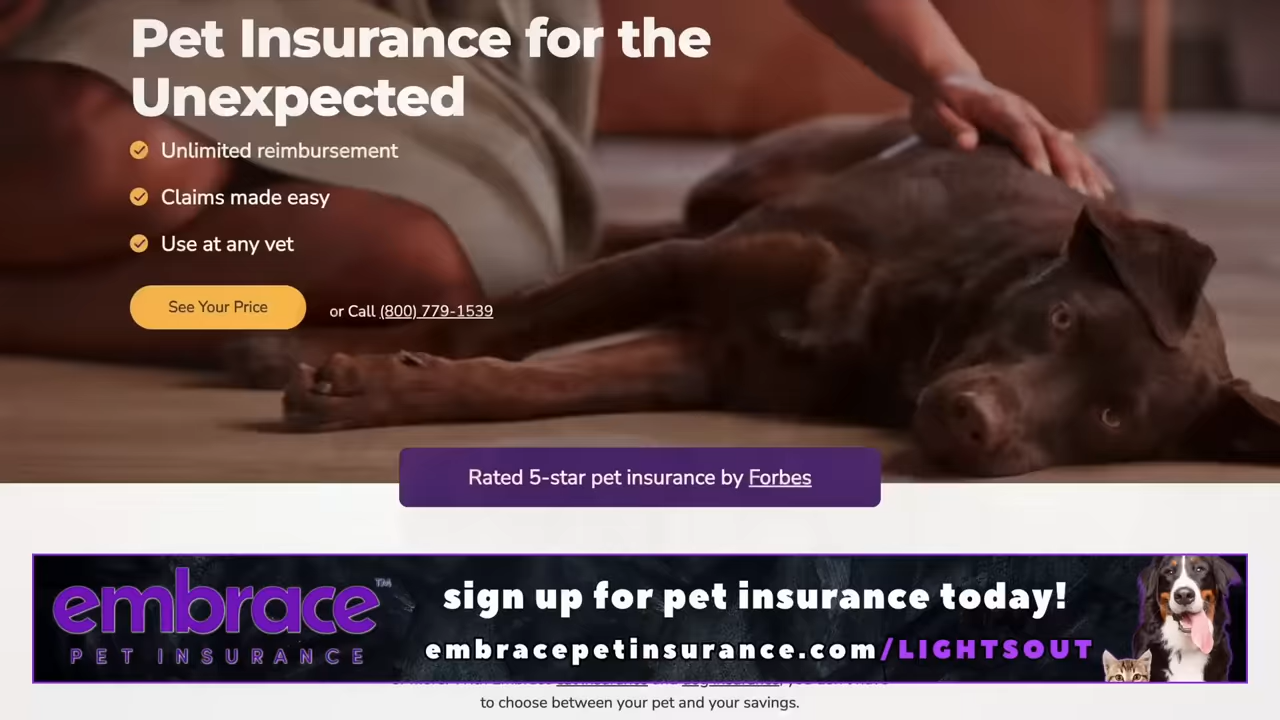 Pet Insurance for the
Unexpected
Unlimited reimbursement
Claims made easy
Use at any vet
See Your Price
or Call (800) 779-1539
Rated 5-star pet insurance by Forbes
embrace™
PET INSURANCE
sign up for pet insurance today!
embracepetinsurance.com/LIGHTSOUT
to choose between your pet and your savings.